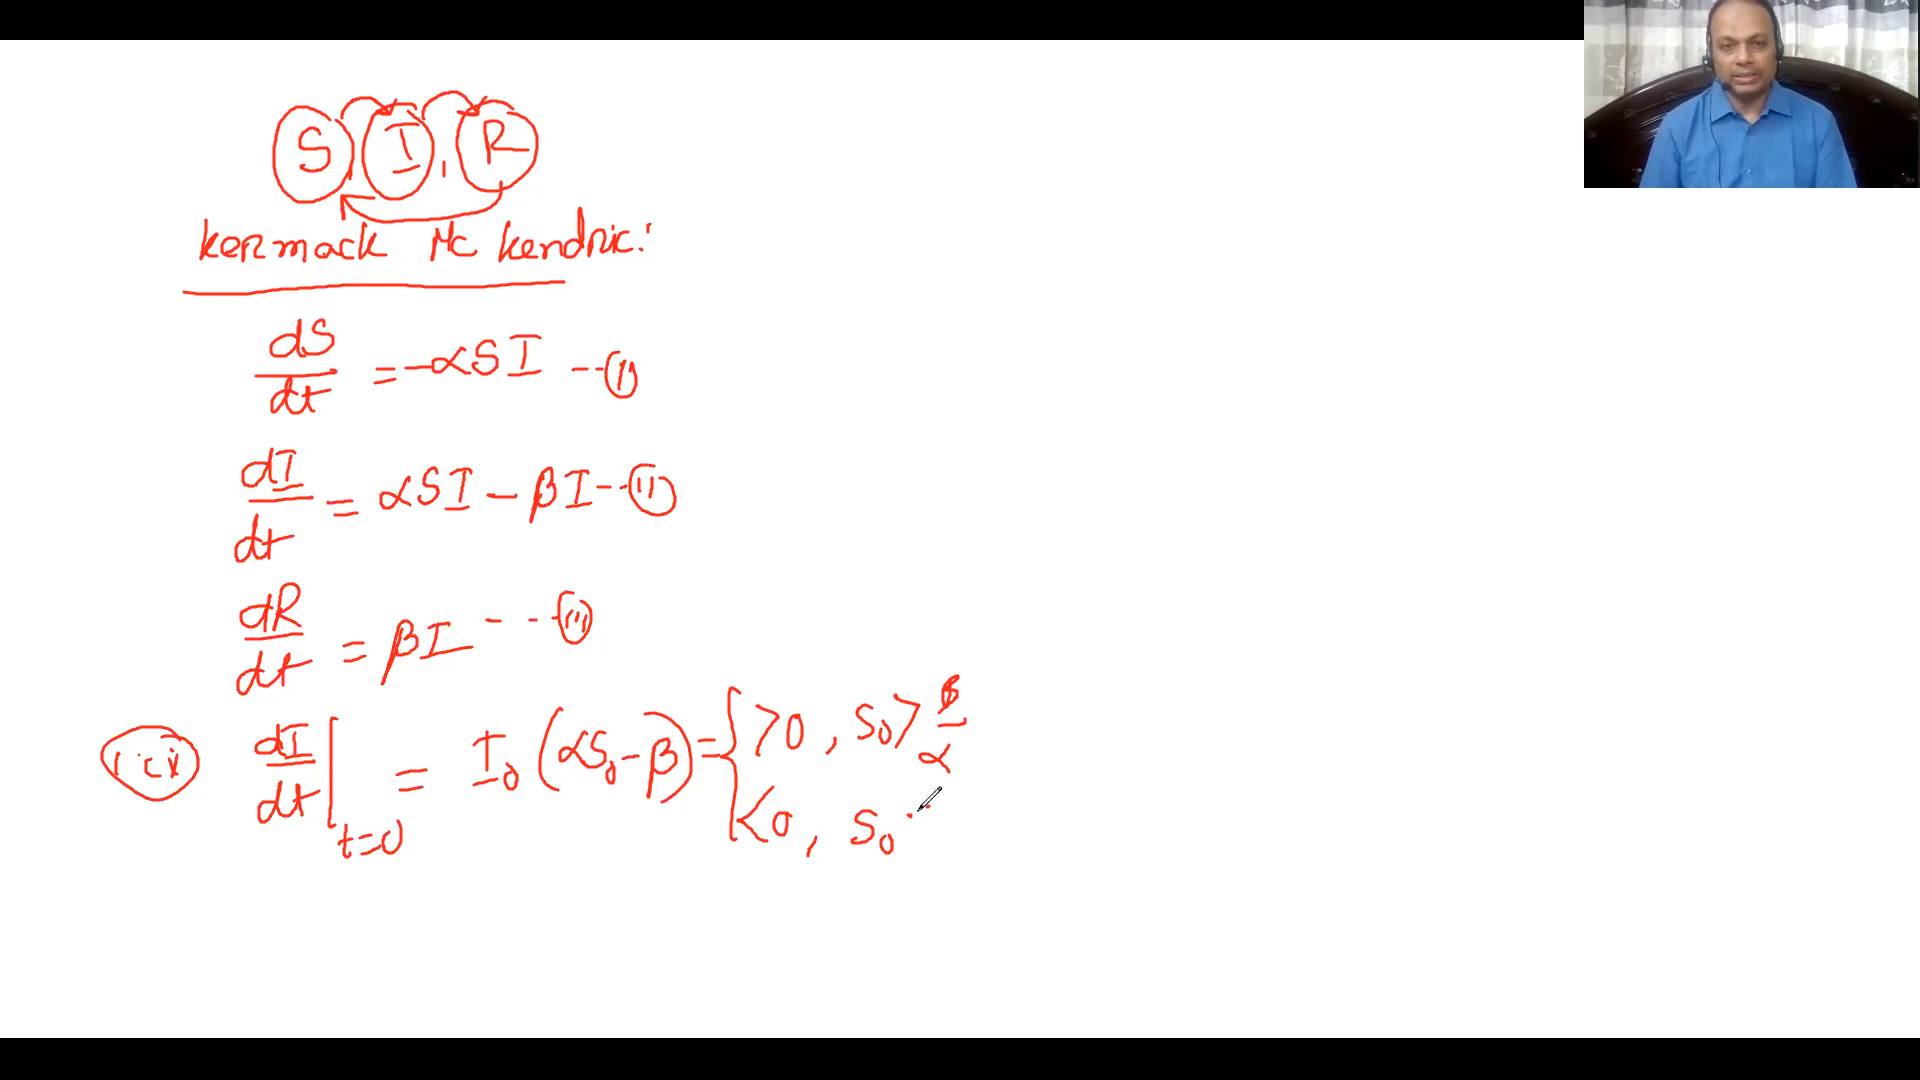 S, I, R
kermack Mc kendric:
dS/dt = -αSI --- (i)
dI/dt = αSI - βI --- (ii)
dR/dt = βI --- (iii)
dI/dt |t=0 = I₀ (αS₀ - β) = { >0, S₀ > β/α
<0, S₀